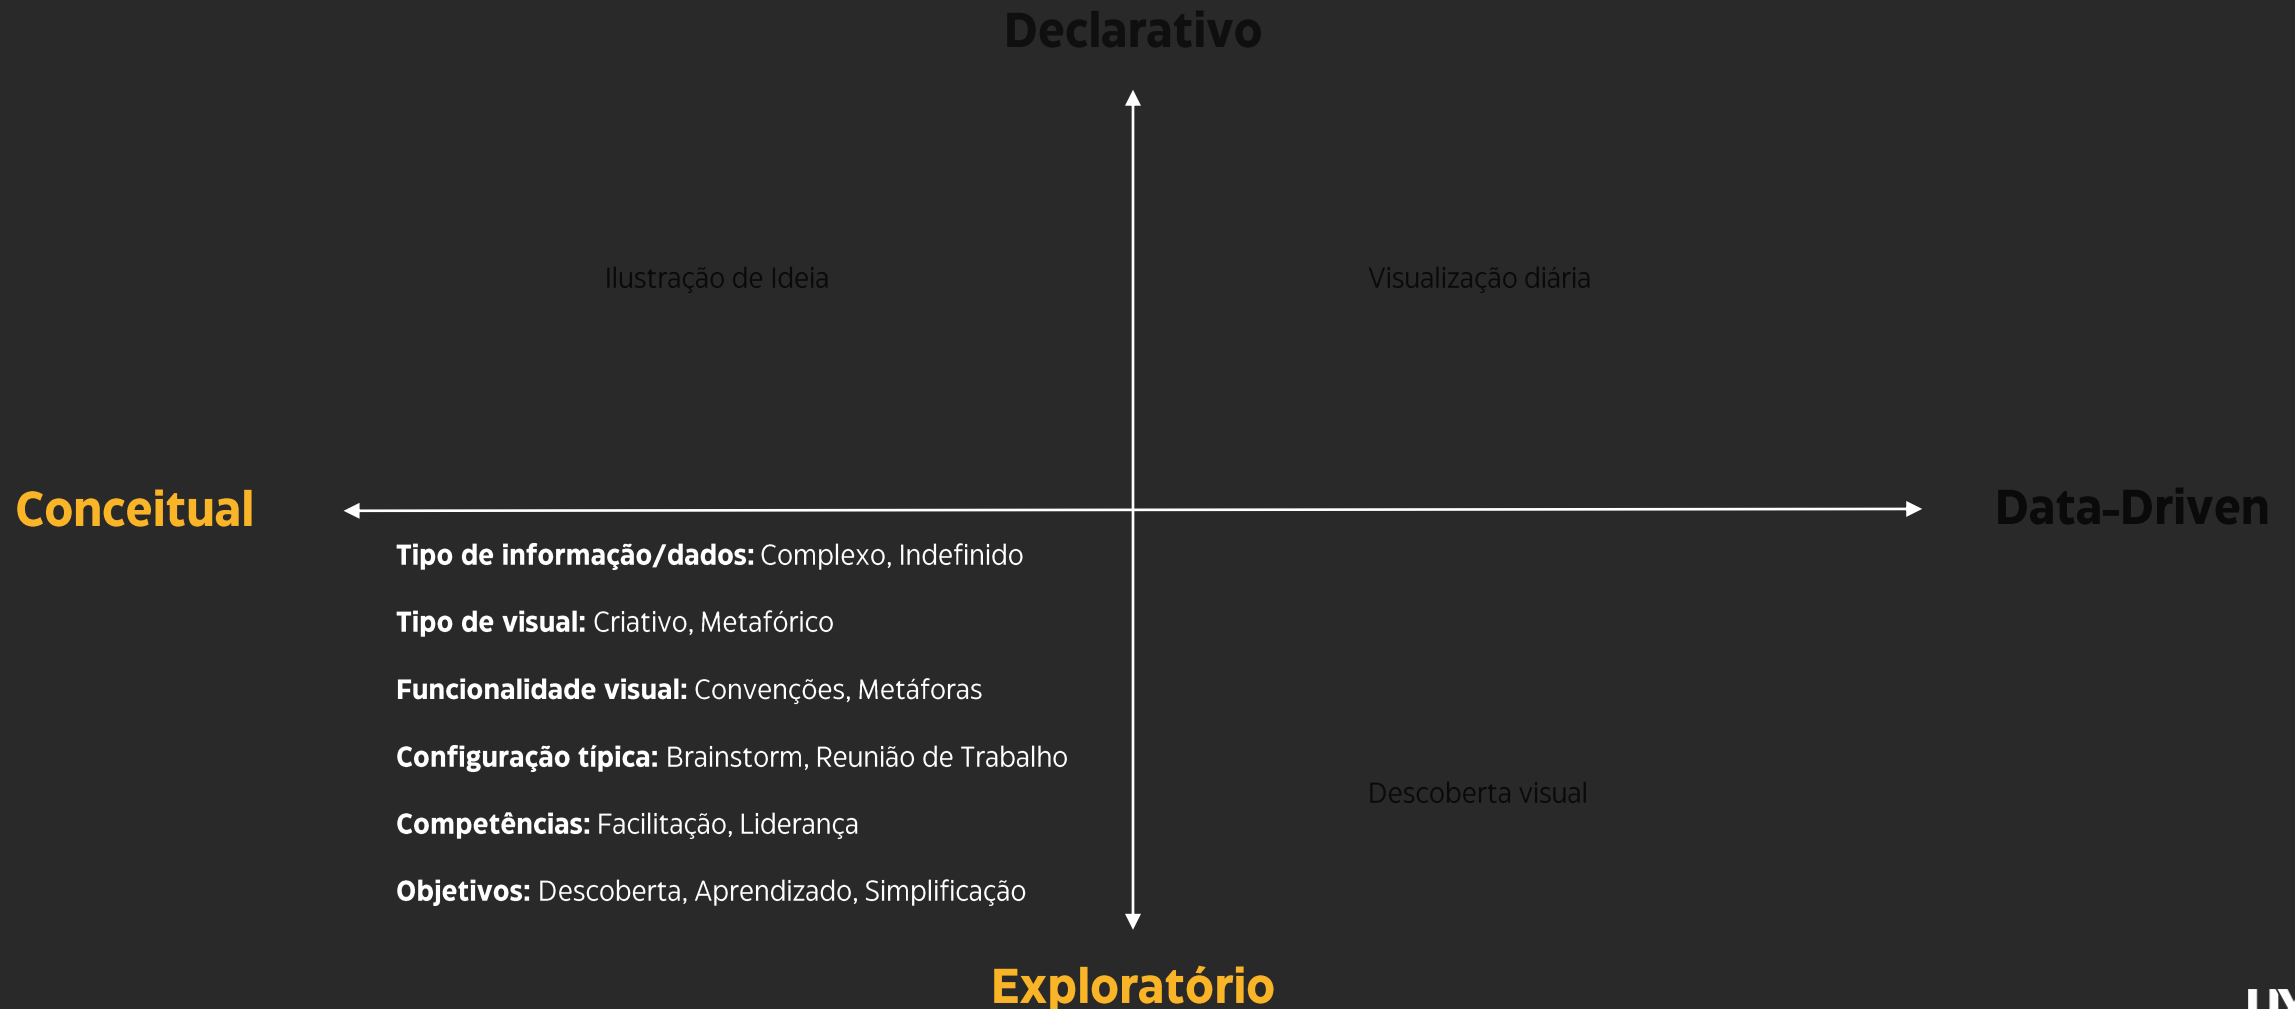 Declarativo
Ilustração de Ideia
Visualização diária
Conceitual
Data-Driven
Tipo de informação/dados: Complexo, Indefinido
Tipo de visual: Criativo, Metafórico
Funcionalidade visual: Convenções, Metáforas
Configuração típica: Brainstorm, Reunião de Trabalho
Competências: Facilitação, Liderança
Objetivos: Descoberta, Aprendizado, Simplificação
Descoberta visual
Exploratório